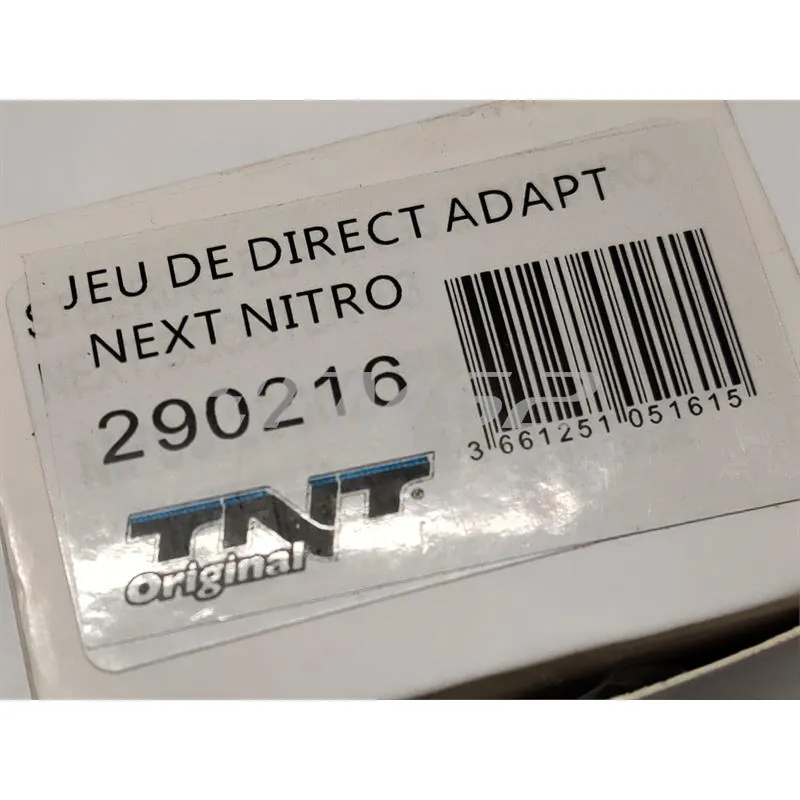 JEU DE DIRECT ADAPT
NEXT NITRO
290216
3 661251 051615
TNT®
Original